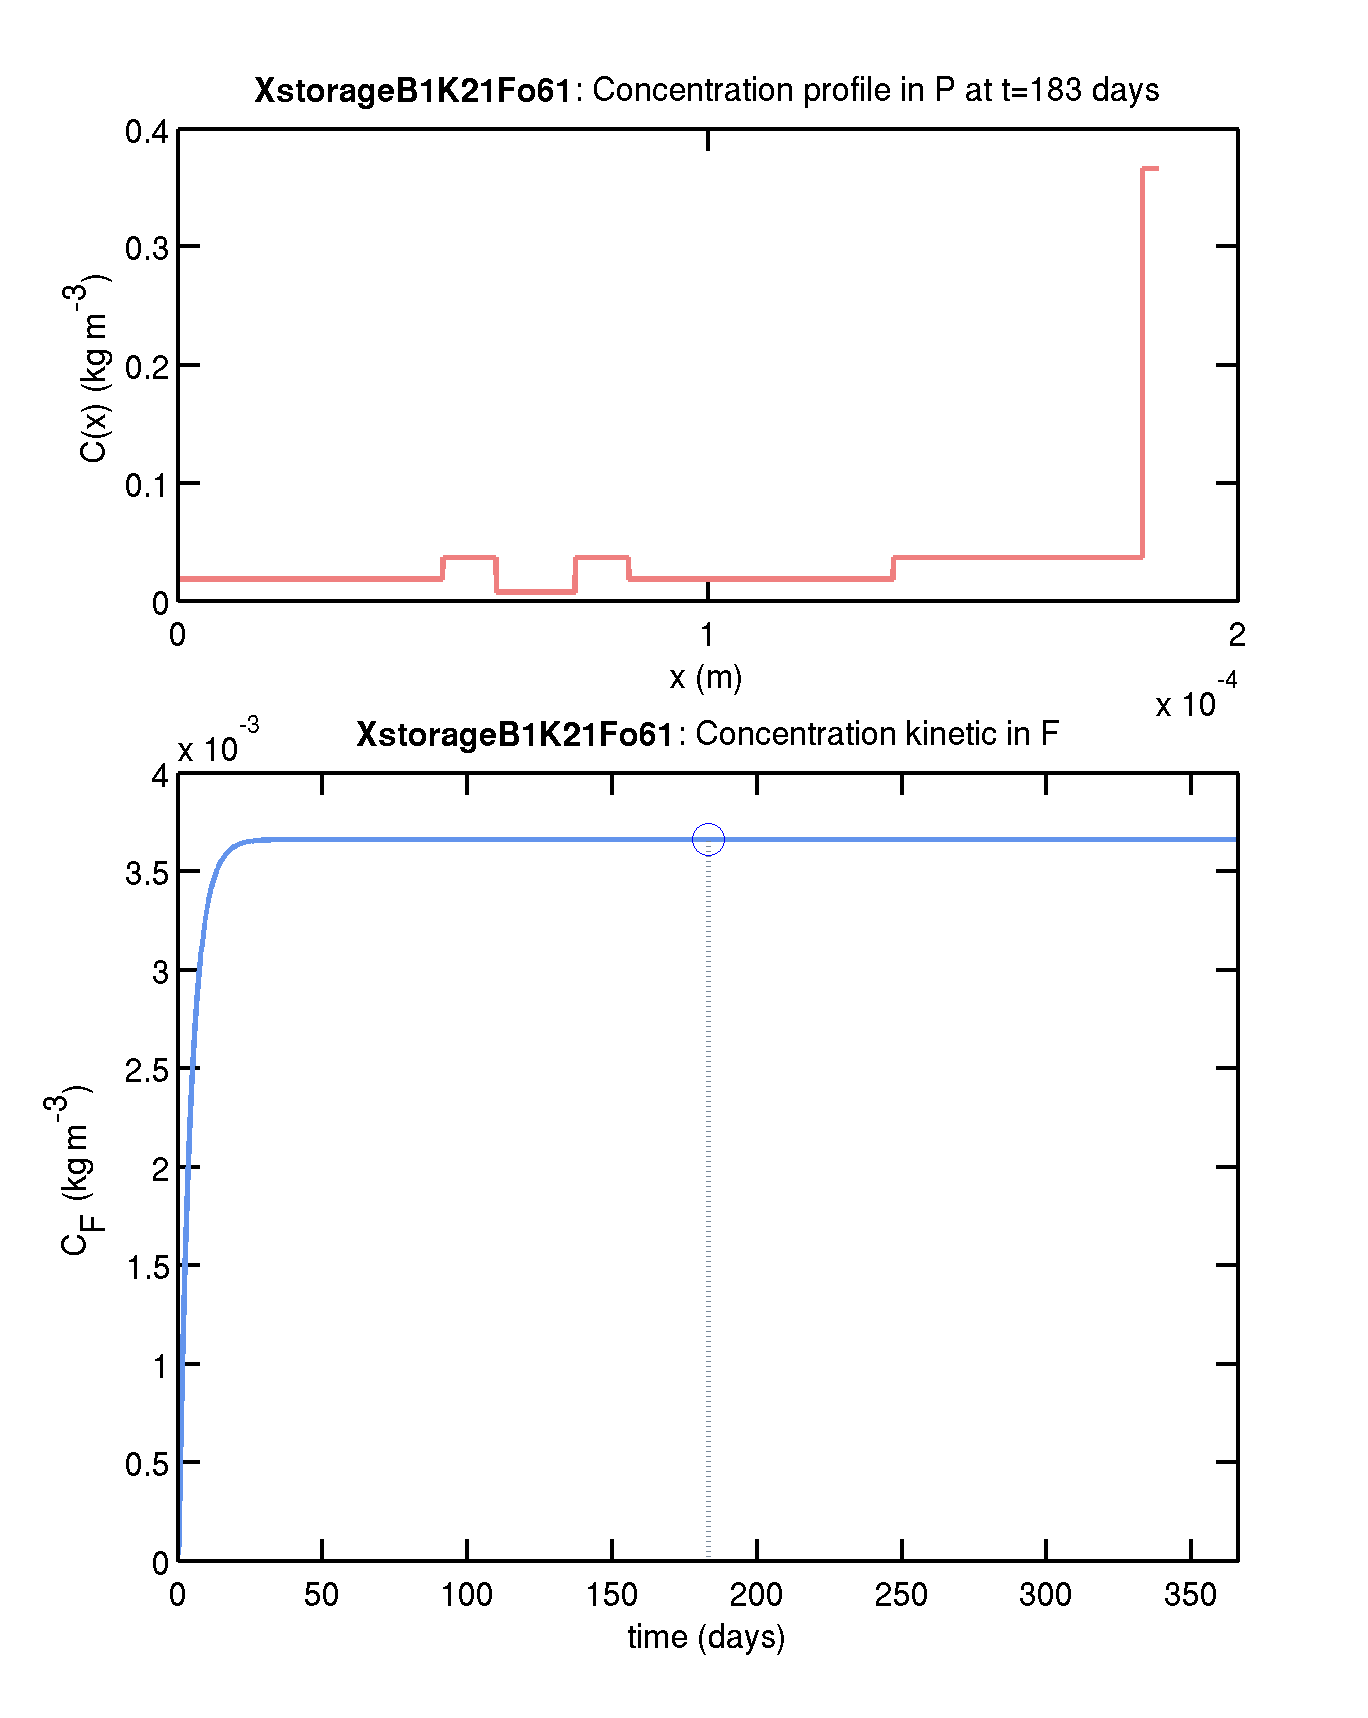 XstorageB1K21Fo61: Concentration profile in P at t=183 days
0.4
0.3
0.2
0.1
0
C(x) (kg m-3)
0 1 2
x (m)
x 10-4
x 10-3
XstorageB1K21Fo61: Concentration kinetic in F
4
3.5
3
2.5
2
1.5
1
0.5
0
CF (kg m-3)
0 50 100 150 200 250 300 350
time (days)